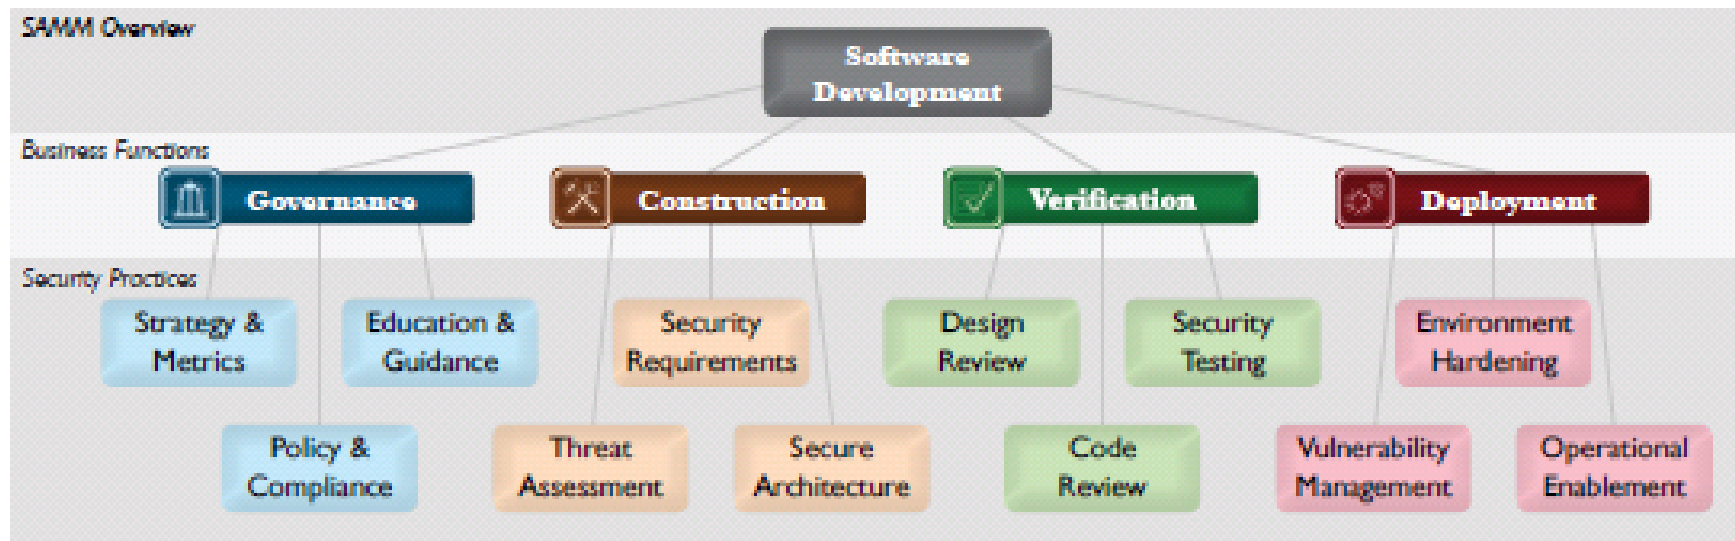 SAMM Overview
Software
Development
Business Functions
Governance
Construction
Verification
Deployment
Security Practices
Strategy &
Metrics
Education &
Guidance
Security
Requirements
Design
Review
Security
Testing
Environment
Hardening
Policy &
Compliance
Threat
Assessment
Secure
Architecture
Code
Review
Vulnerability
Management
Operational
Enablement